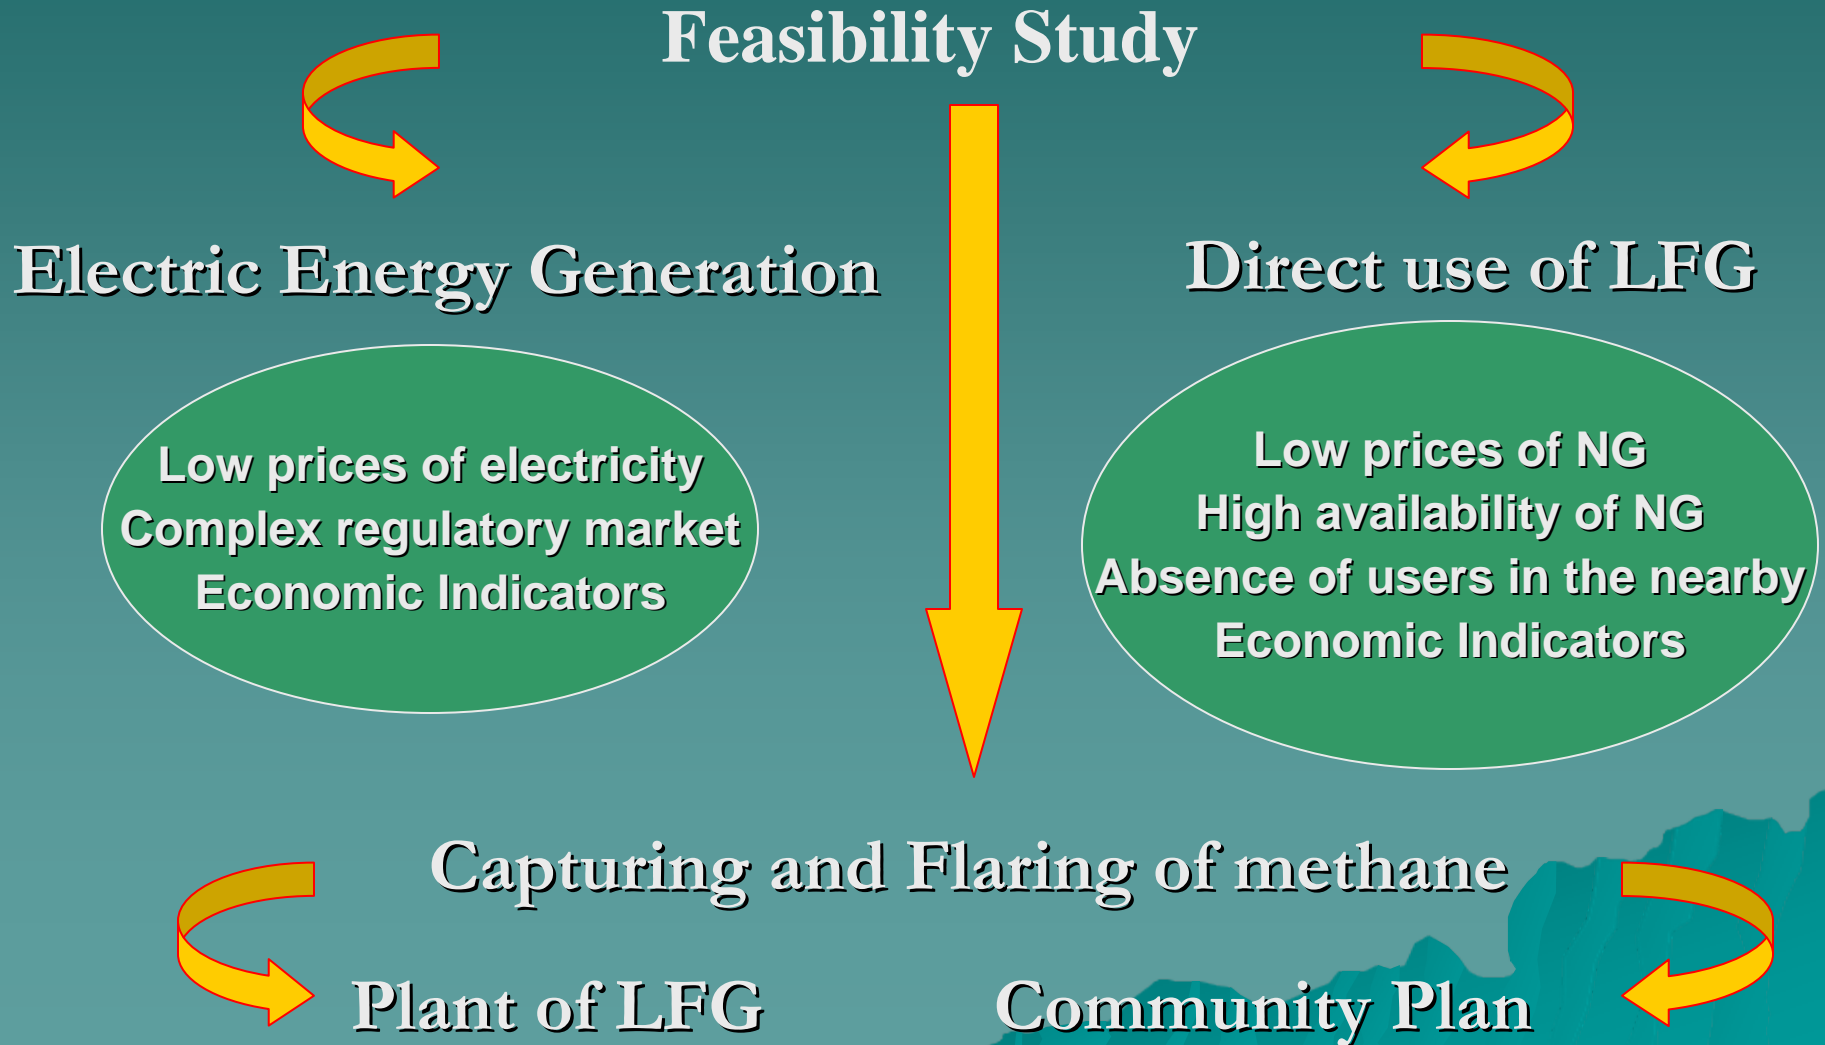 Feasibility Study
Electric Energy Generation
Direct use of LFG
Low prices of electricity
Complex regulatory market
Economic Indicators
Low prices of NG
High availability of NG
Absence of users in the nearby
Economic Indicators
Capturing and Flaring of methane
Plant of LFG
Community Plan